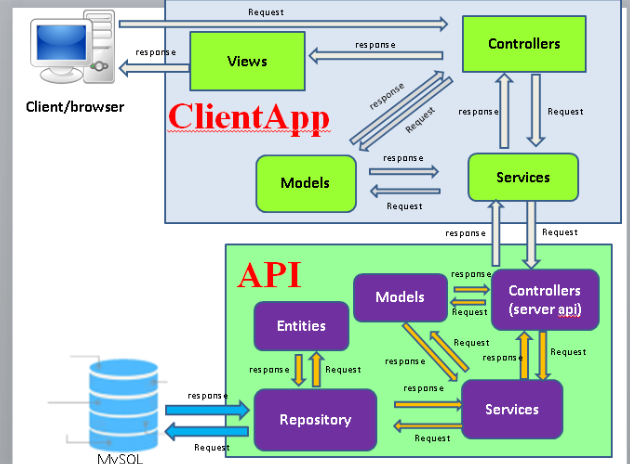 Request
response
response
Views
Controllers
Client/browser
ClientApp
response
Request
response
Request
response
Models
Request
Services
response
Request
API
response
Models
Request
Controllers
(server api)
Entities
Request
response
response
Request
response
Request
response
response
Request
Repository
Request
Services
MySQL